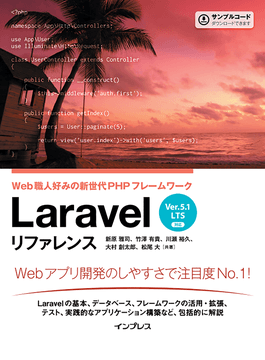 サンプルコード
ダウンロードできます
<?php
namespace App\Http\Controllers;
use App\User;
use Illuminate\Http\
class UserController extends Controller
public function __construct()
$this->middleware('auth.first');
public function getIndex()
$users = User::paginate(5);
return view('user.index')->with('users', $users);
Web職人好みの新世代PHPフレームワーク
Laravel
Ver.5.1
LTS
対応
リファレンス
新原 雅司、竹澤 有貴、川瀬 裕久、
大村 創太郎、松尾 大[共著]
Webアプリ開発のしやすさで注目度No.1!
Laravelの基本、データベース、フレームワークの活用・拡張、
テスト、実践的なアプリケーション構築など、包括的に解説
インプレス